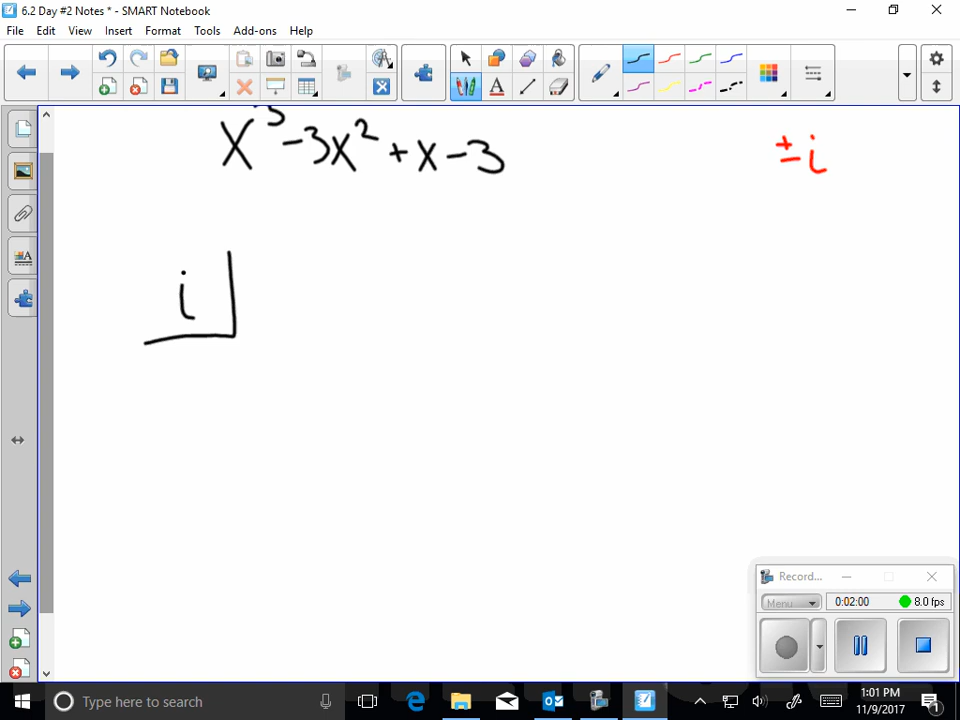 6.2 Day #2 Notes * - SMART Notebook
File Edit View Insert Format Tools Add-ons Help
x³ -3x² + x -3
± i
i
Record...
Menu 0:02:00 8.0 fps
Type here to search
1:01 PM
11/9/2017
1